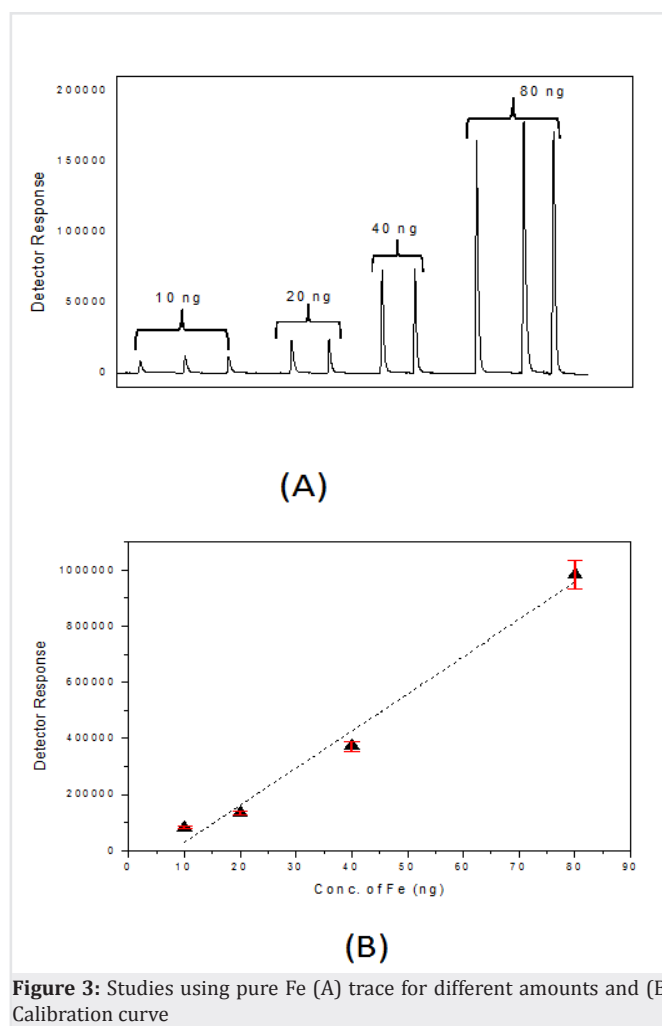 200000
150000
100000
50000
0
Detector Response
10 ng
20 ng
40 ng
80 ng
(A)
1000000
800000
600000
400000
200000
0
Detector Response
0 10 20 30 40 50 60 70 80 90
Conc. of Fe (ng)
(B)
Figure 3: Studies using pure Fe (A) trace for different amounts and (B
Calibration curve